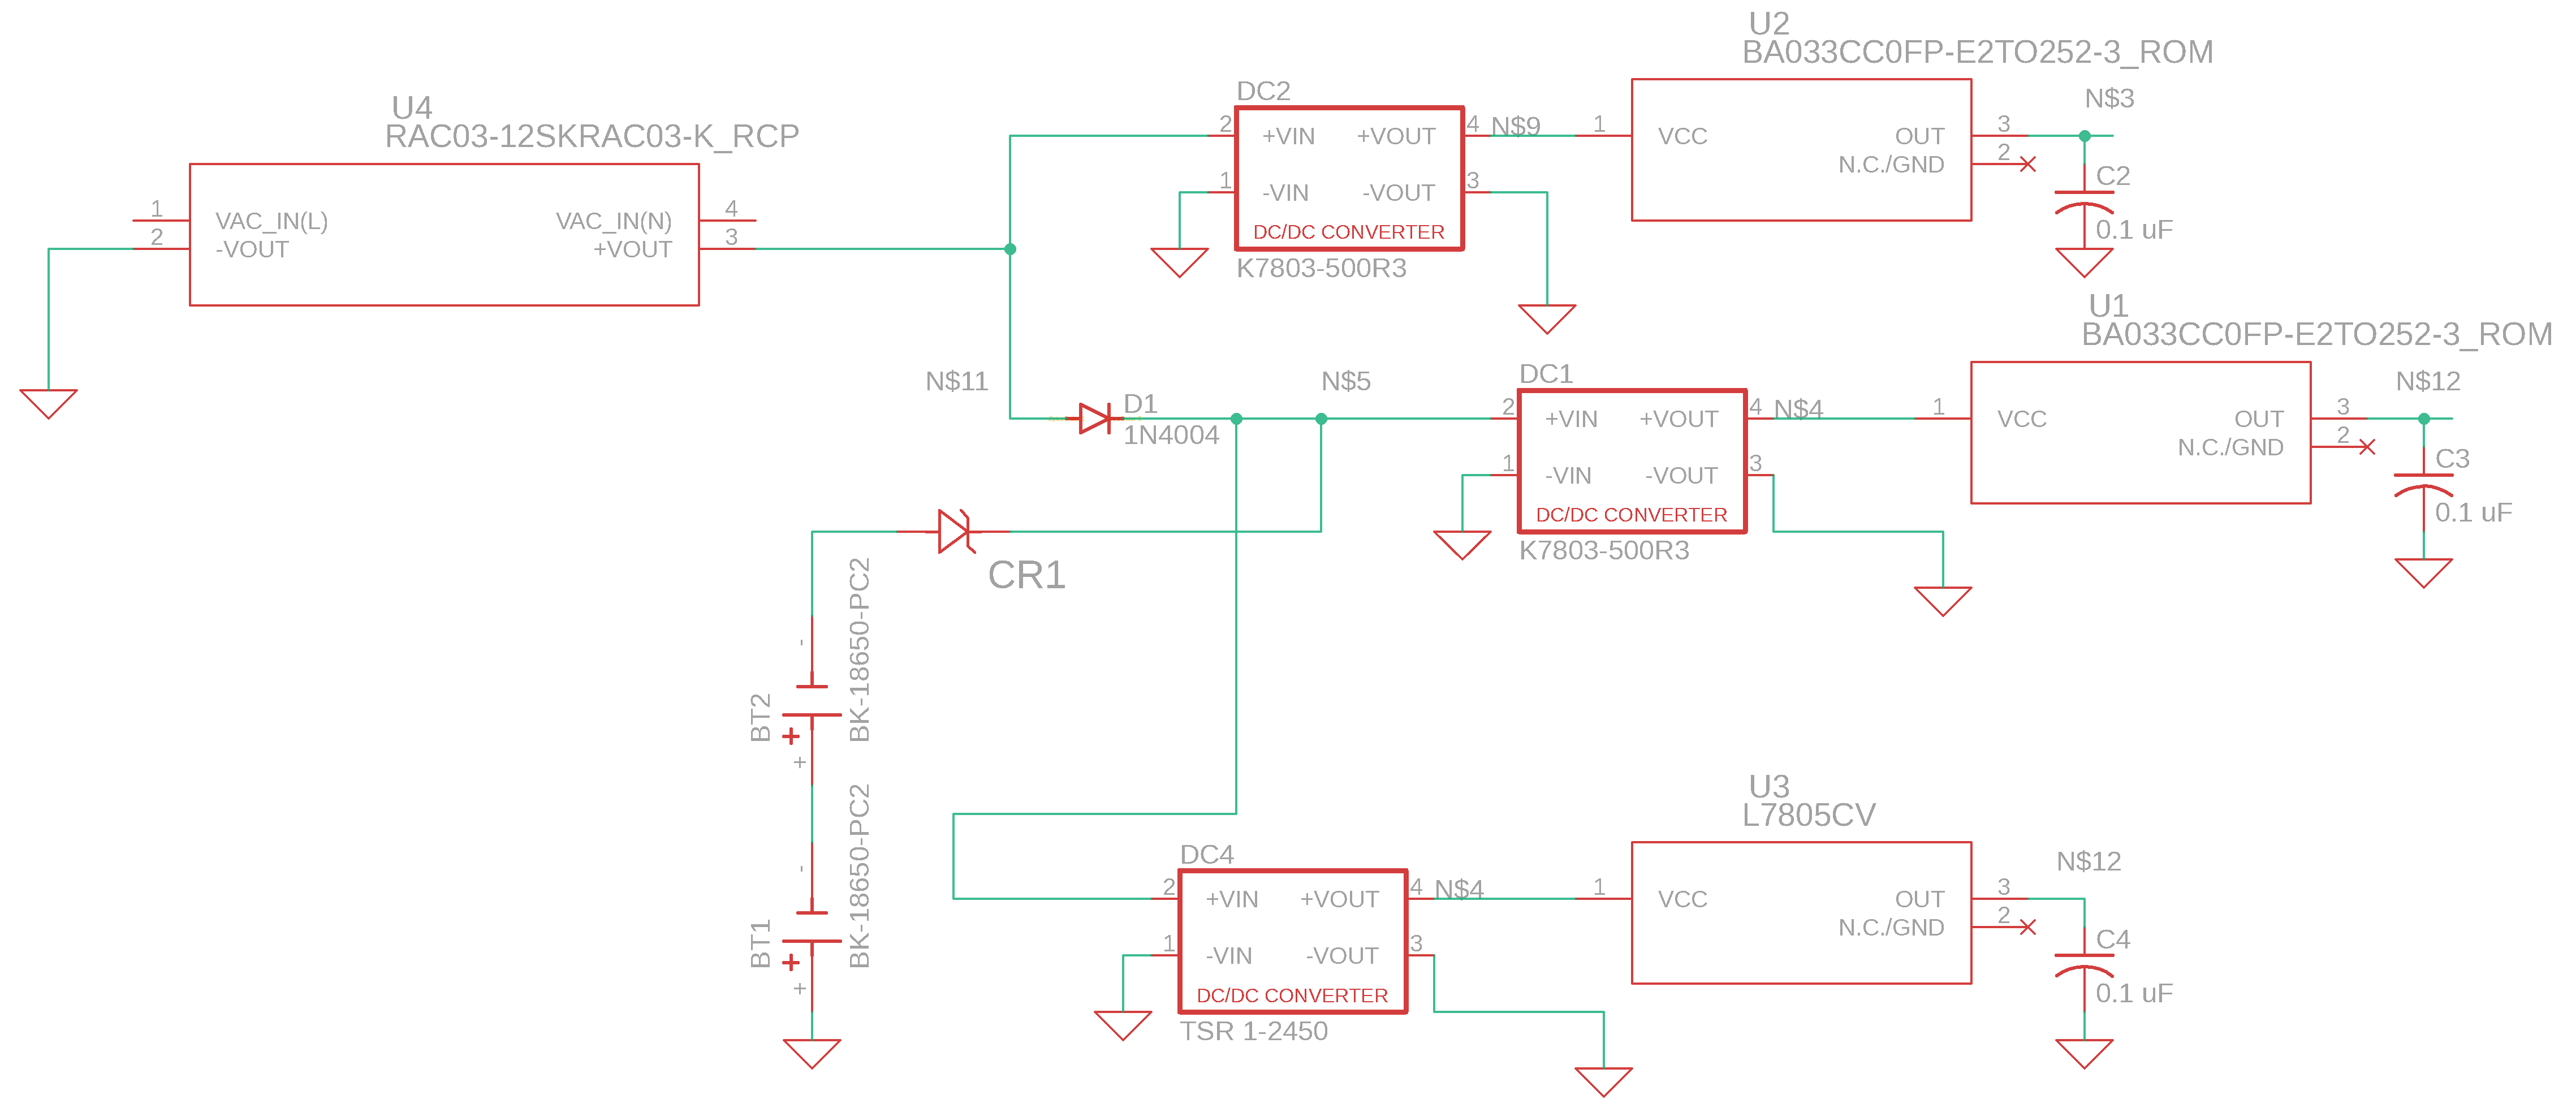 U4
RAC03-12SKRAC03-K_RCP
1
VAC_IN(L)
VAC_IN(N)
4
2
-VOUT
+VOUT
3
DC2
2
+VIN
+VOUT
4
N$9
1
-VIN
-VOUT
3
DC/DC CONVERTER
K7803-500R3
U2
BA033CC0FP-E2TO252-3_ROM
1
VCC
OUT
3
N.C./GND
2
N$3
C2
0.1 uF
N$11
D1
1N4004
N$5
DC1
2
+VIN
+VOUT
4
N$4
1
-VIN
-VOUT
3
DC/DC CONVERTER
K7803-500R3
U1
BA033CC0FP-E2TO252-3_ROM
1
VCC
OUT
3
N.C./GND
2
N$12
C3
0.1 uF
CR1
BT2
BK-18650-PC2
-
+
+
BT1
BK-18650-PC2
-
+
+
DC4
2
+VIN
+VOUT
4
N$4
1
-VIN
-VOUT
3
DC/DC CONVERTER
TSR 1-2450
U3
L7805CV
1
VCC
OUT
3
N.C./GND
2
N$12
C4
0.1 uF